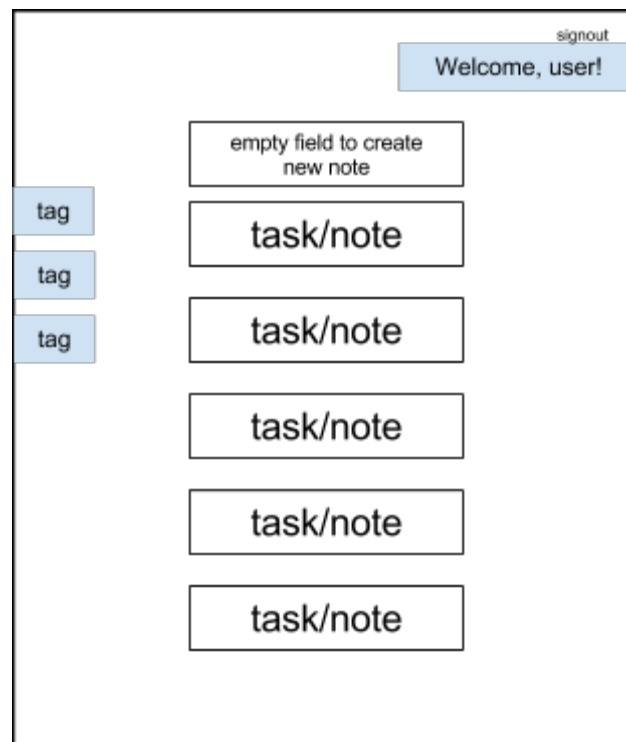 signout
Welcome, user!
empty field to create
new note
tag
task/note
tag
task/note
tag
task/note
task/note
task/note